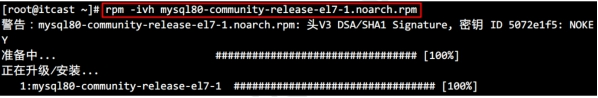 [root@itcast ~]# rpm -ivh mysql80-community-release-el7-1.noarch.rpm
警告：mysql80-community-release-el7-1.noarch.rpm: 头V3 DSA/SHA1 Signature, 密钥 ID 5072e1f5: NOKE
Y
准备中... ################################# [100%]
正在升级/安装...
1:mysql80-community-release-el7-1 ################################# [100%]